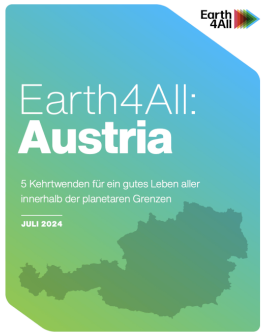 Earth
4All
Earth4All:
Austria
5 Kehrtwenden für ein gutes Leben aller
innerhalb der planetaren Grenzen
JULI 2024